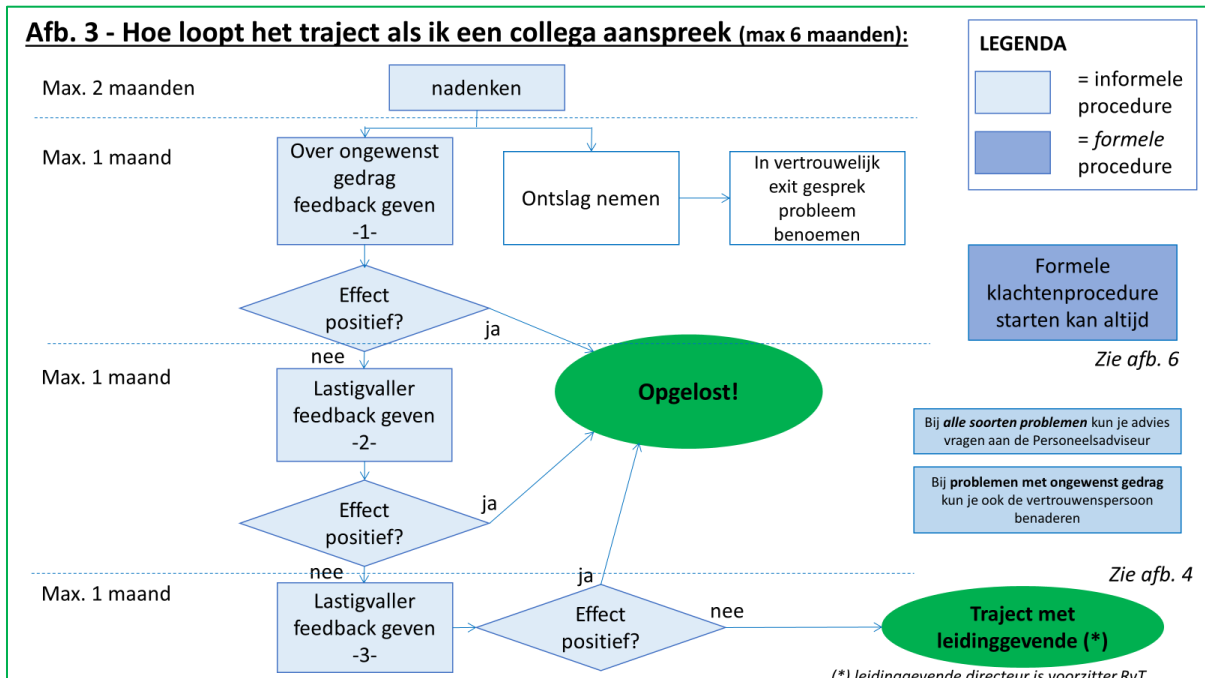 Afb. 3 - Hoe loopt het traject als ik een collega aanspreek (max 6 maanden):
LEGENDA
= informele
procedure
= formele
procedure
Max. 2 maanden
nadenken
Max. 1 maand
Over ongewenst
gedrag
feedback geven
-1-
Ontslag nemen
In vertrouwelijk
exit gesprek
probleem
benoemen
Formele
klachtenprocedure
starten kan altijd
Zie afb. 6
Effect
positief?
ja
nee
Max. 1 maand
Lastigvaller
feedback geven
-2-
Opgelost!
Bij alle soorten problemen kun je advies
vragen aan de Personeelsadviseur
Bij problemen met ongewenst gedrag
kun je ook de vertrouwenspersoon
benaderen
Effect
positief?
ja
nee
Zie afb. 4
Max. 1 maand
Lastigvaller
feedback geven
-3-
Effect
positief?
ja
nee
Traject met
leidinggevende (*)
(*) leidinggevende directeur is voorzitter RvT